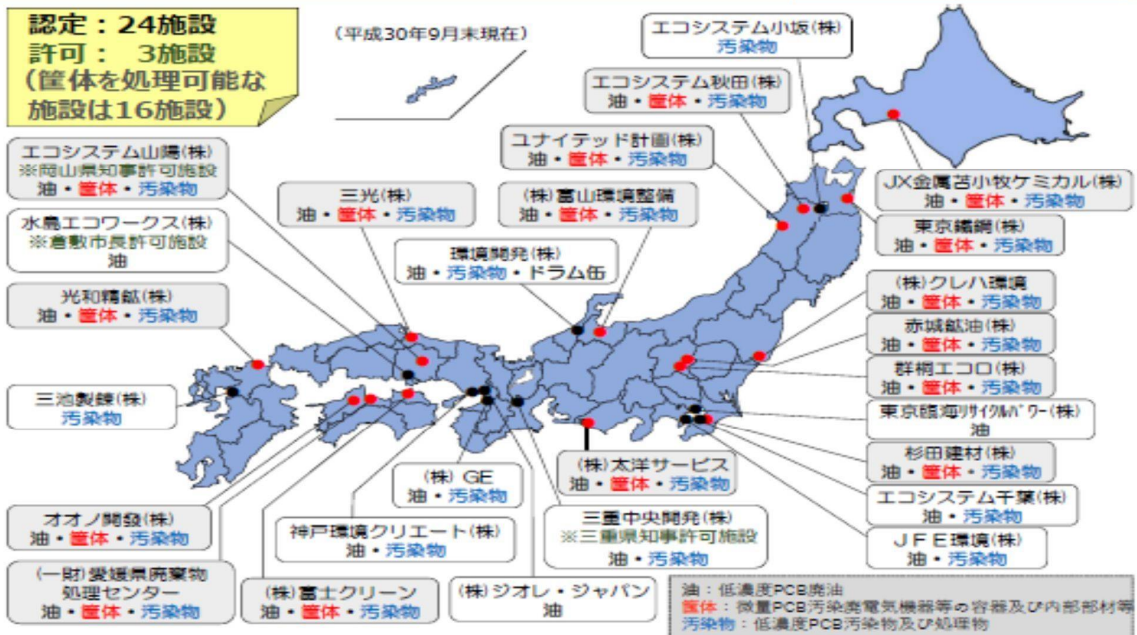 認定：24施設
許可：　3施設
(筐体を処理可能な
施設は16施設)
(平成30年9月末現在)
エコシステム小坂(株)
汚染物
エコシステム秋田(株)
油・筐体・汚染物
ユナイテッド計画(株)
油・筐体・汚染物
エコシステム山陽(株)
※岡山県知事許可施設
油・筐体・汚染物
三光(株)
油・筐体・汚染物
(株)富山環境整備
油・筐体・汚染物
JX金属苫小牧ケミカル(株)
油・筐体・汚染物
水島エコワークス(株)
※倉敷市長許可施設
油
環境開発(株)
油・汚染物・ドラム缶
東京鐵鋼(株)
油・筐体・汚染物
光和精鉱(株)
油・筐体・汚染物
(株)クレハ環境
油・筐体・汚染物
赤城鉱油(株)
油・筐体・汚染物
群桐エコロ(株)
油・筐体・汚染物
三池製錬(株)
汚染物
東京臨海ﾘｻｲｸﾙﾊﾟﾜｰ(株)
油
(株)GE
油・汚染物
(株)太洋サービス
油・筐体・汚染物
杉田建材(株)
油・筐体・汚染物
エコシステム千葉(株)
油・汚染物
オオノ開發(株)
油・筐体・汚染物
神戸環境クリエート(株)
油・汚染物
三重中央開発(株)
※三重県知事許可施設
油・汚染物
ＪＦＥ環境(株)
油・汚染物
(一財)愛媛県廃棄物
処理センター
油・筐体・汚染物
(株)富士クリーン
油・筐体・汚染物
(株)ジオレ・ジャパン
油
油：低濃度PCB廃油
筐体：微量PCB汚染廃電気機器等の容器及び内部部材等
汚染物：低濃度PCB汚染物及び処理物